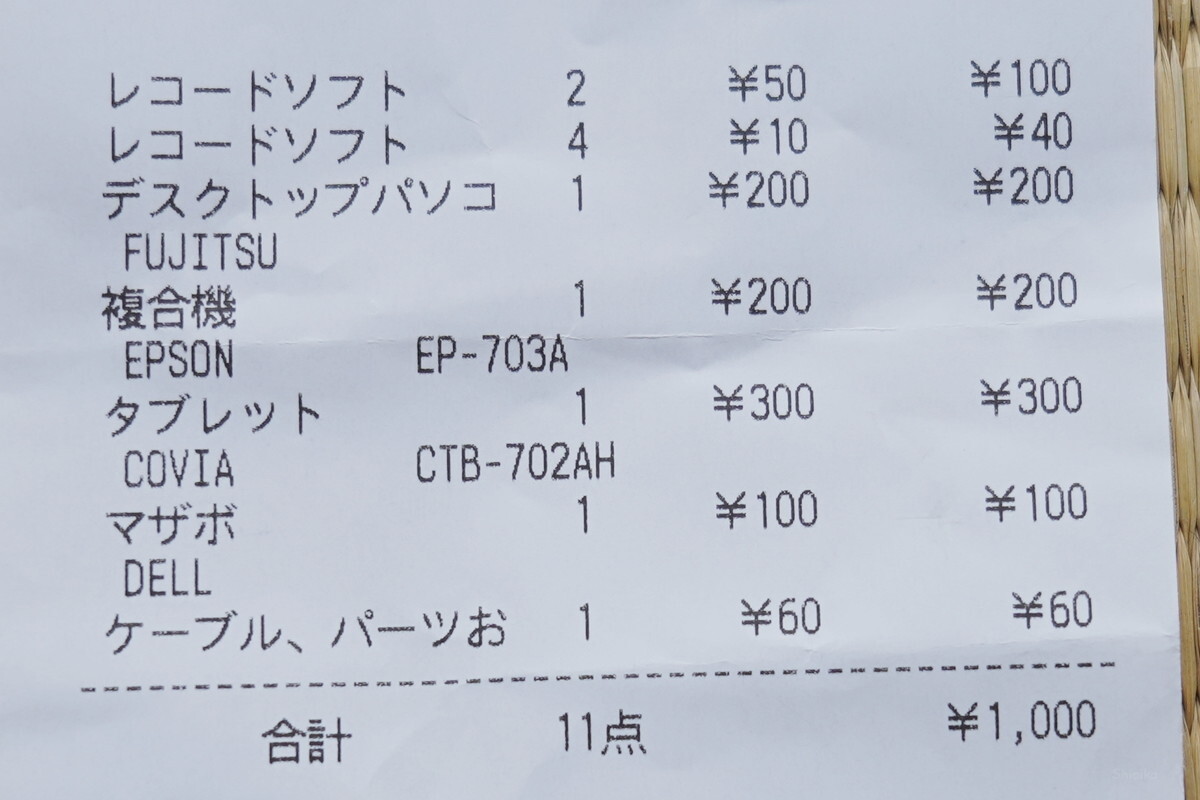 レコードソフト 2 ¥50 ¥100
レコードソフト 4 ¥10 ¥40
デスクトップパソコ 1 ¥200 ¥200
FUJITSU
複合機 1 ¥200 ¥200
EPSON EP-703A
タブレット 1 ¥300 ¥300
COVIA CTB-702AH
マザボ 1 ¥100 ¥100
DELL
ケーブル、パーツお 1 ¥60 ¥60
合計 11点 ¥1,000